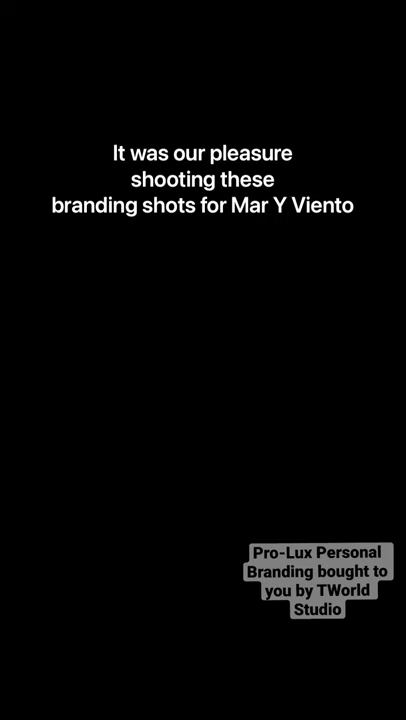 It was our pleasure
shooting these
branding shots for Mar Y Viento
Pro-Lux Personal
Branding bought to
you by TWorld
Studio